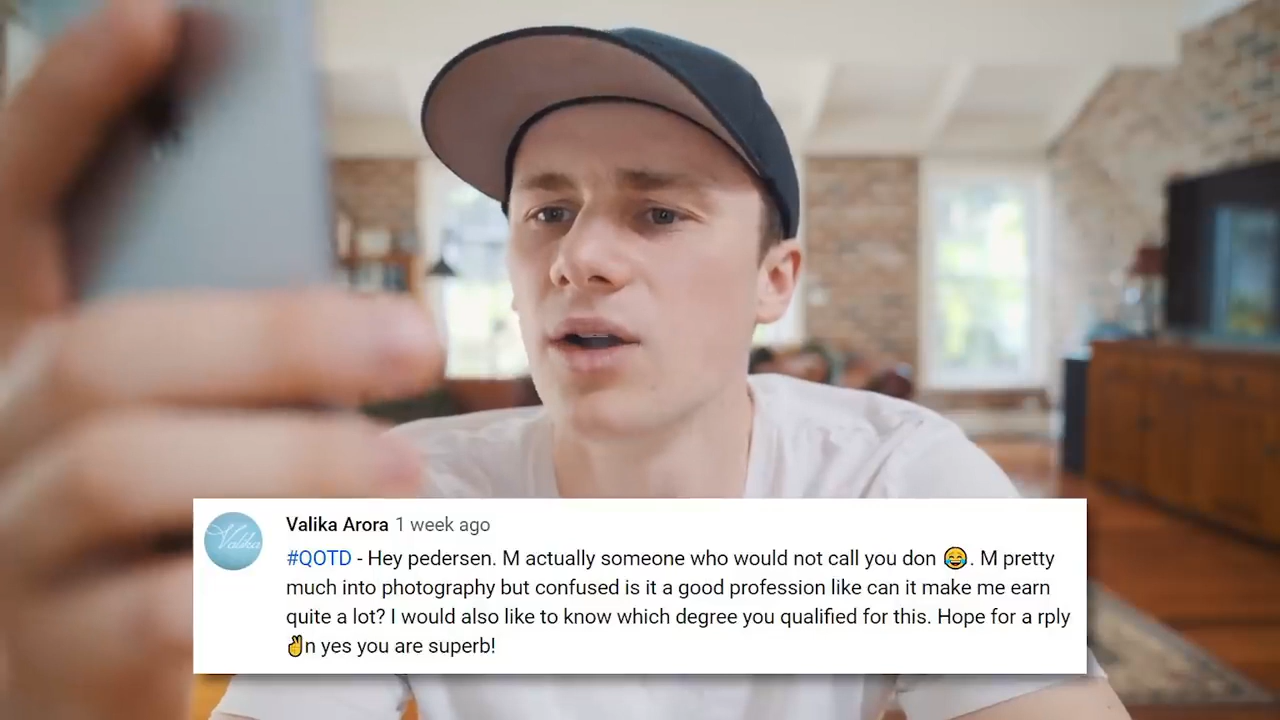 Valika
Valika Arora 1 week ago
#QOTD - Hey pedersen. M actually someone who would not call you don 😂. M pretty
much into photography but confused is it a good profession like can it make me earn
quite a lot? I would also like to know which degree you qualified for this. Hope for a rply
✌n yes you are superb!